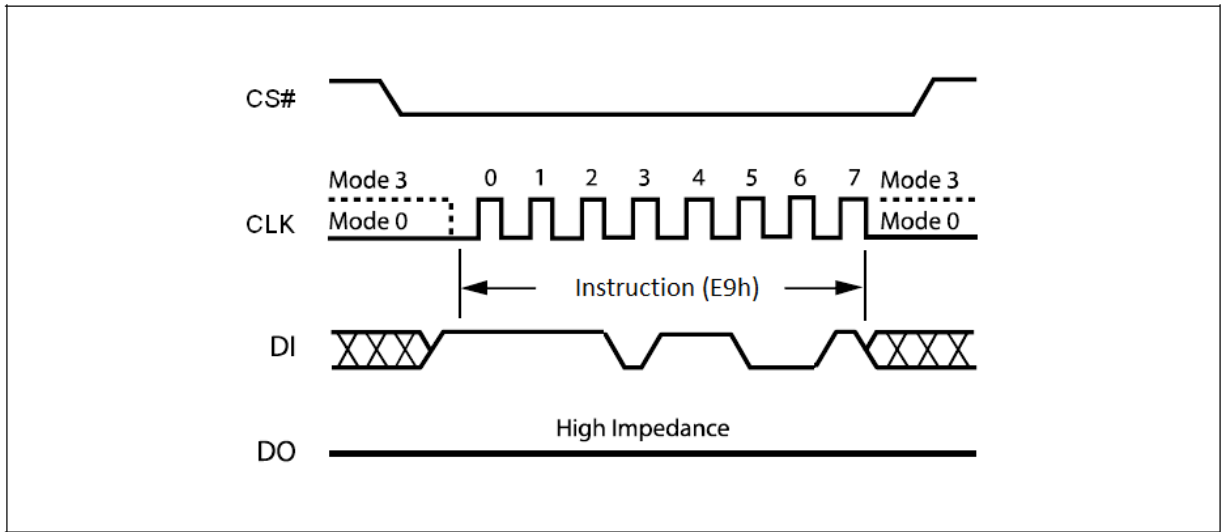 CS#
Mode 3 0 1 2 3 4 5 6 7 Mode 3
CLK Mode 0 Mode 0
Instruction (E9h)
DI
High Impedance
DO